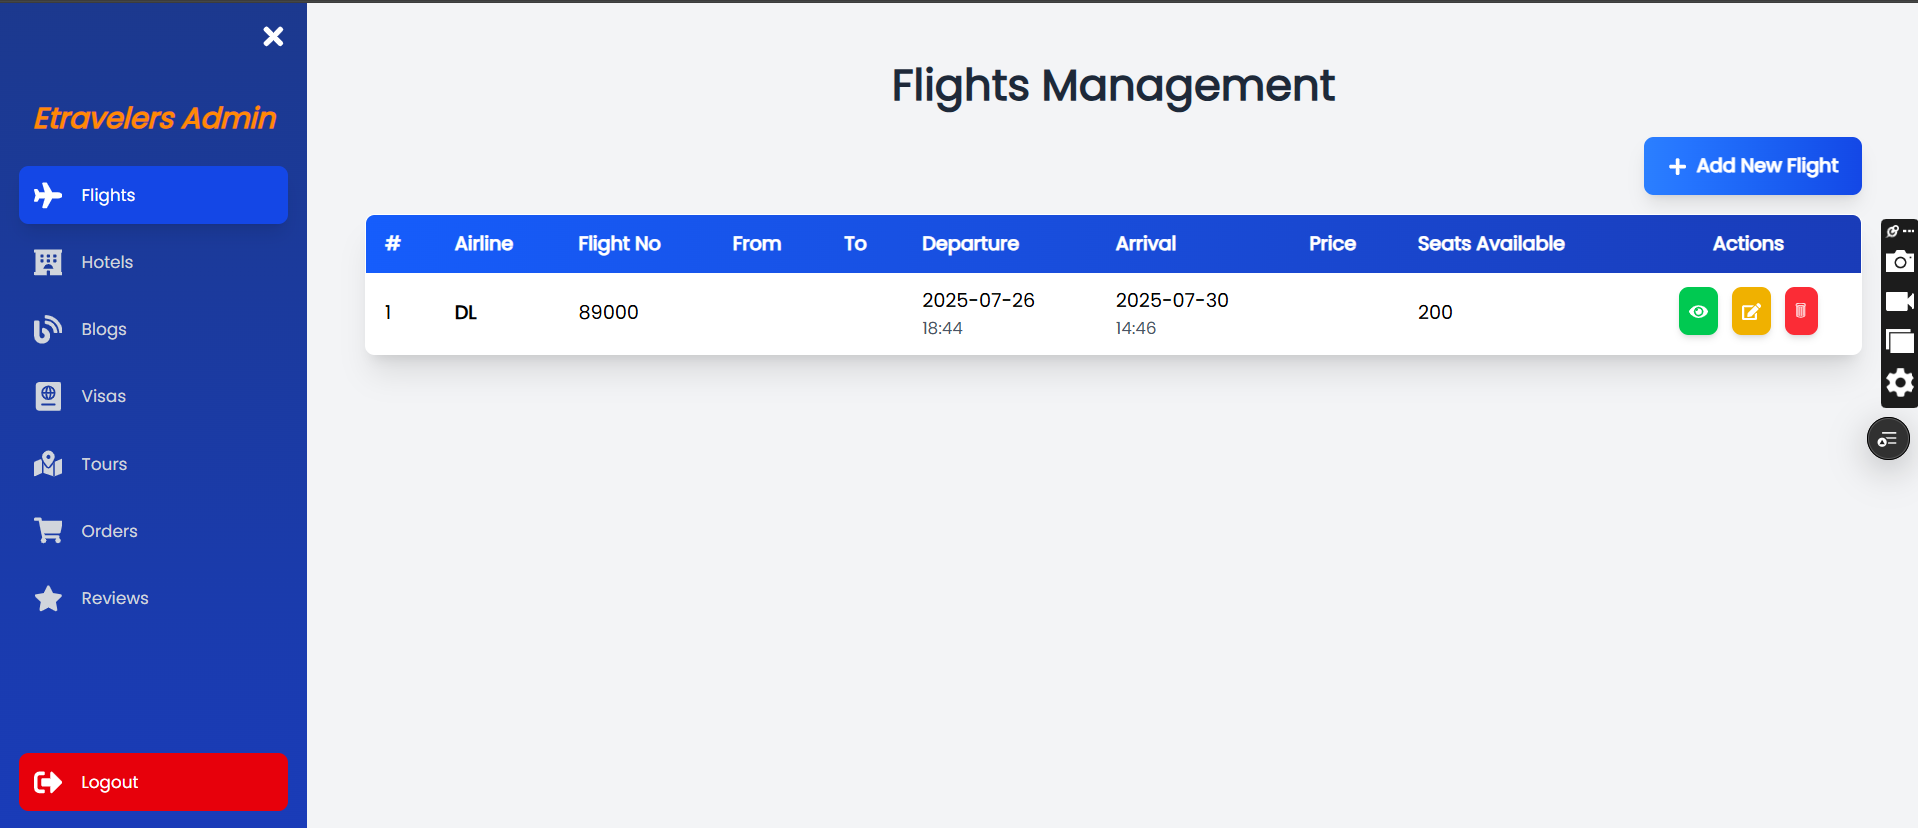 Etravelers Admin
Flights
Hotels
Blogs
Visas
Tours
Orders
Reviews
Logout
Flights Management
Add New Flight
# Airline Flight No From To Departure Arrival Price Seats Available Actions
1 DL 89000 2025-07-26 2025-07-30 200
18:44 14:46